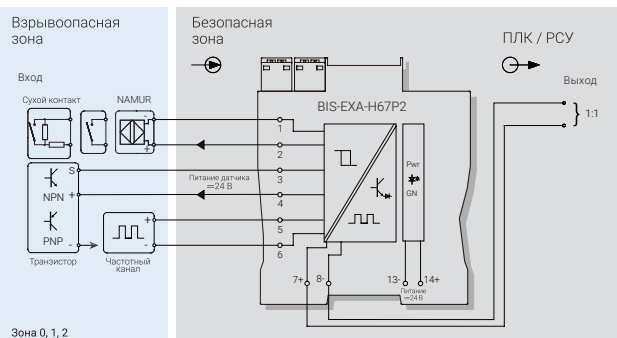 Взрывоопасная
зона
Безопасная
зона
ПЛК / РСУ
Вход
Выход
Сухой контакт
NAMUR
BIS-EXA-H67P2
1:1
-
+
1
2
S
NPN +
PNP
-
Питание датчика
⎓24 В
3
4
5
6
+
-
Транзистор
Частотный
канал
Pwr
GN
7+
8-
13-
14+
Питание
⎓24 В
Зона 0, 1, 2